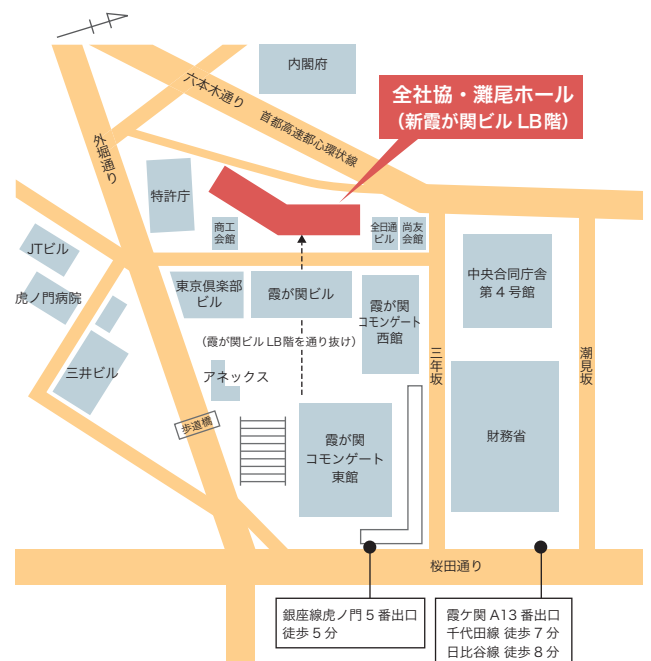 内閣府
六本木通り
首都高速都心環状線
全社協・灘尾ホール
（新霞が関ビル LB階）
外堀通り
特許庁
商工
会館
全日通
ビル
尚友
会館
JTビル
虎ノ門病院
東京倶楽部
ビル
霞が関ビル
霞が関
コモンゲート
西館
中央合同庁舎
第4号館
（霞が関ビル LB階を通り抜け）
三年坂
潮見坂
三井ビル
アネックス
歩道橋
霞が関
コモンゲート
東館
財務省
桜田通り
銀座線虎ノ門5番出口
徒歩5分
霞ケ関 A13番出口
千代田線 徒歩7分
日比谷線 徒歩8分